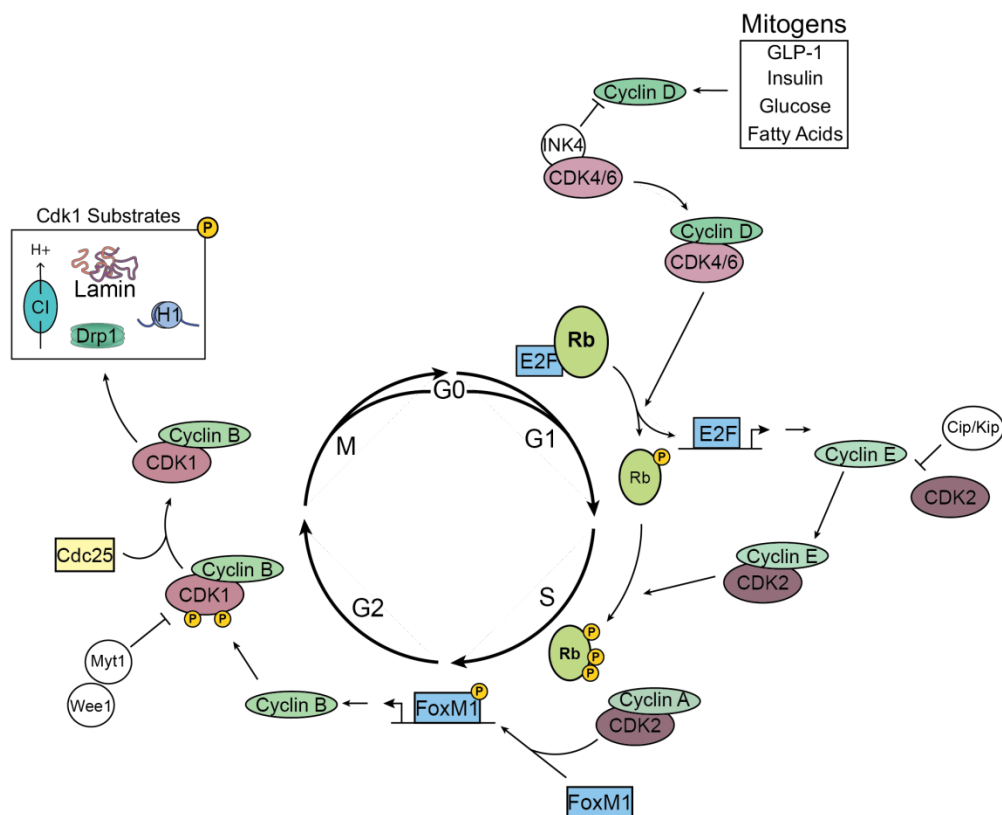 Mitogens
GLP-1
Insulin
Glucose
Fatty Acids
Cyclin D
INK4
CDK4/6
Cyclin D
CDK4/6
Cdk1 Substrates
P
H+
Lamin
CI
H1
Drp1
Rb
E2F
G0
G1
M
S
G2
E2F
P
Rb
Cyclin E
Cip/Kip
CDK2
Cyclin E
CDK2
P
P
P
Rb
Cyclin A
CDK2
FoxM1
P
FoxM1
Cyclin B
Cyclin B
CDK1
P P
Myt1
Wee1
Cdc25
Cyclin B
CDK1